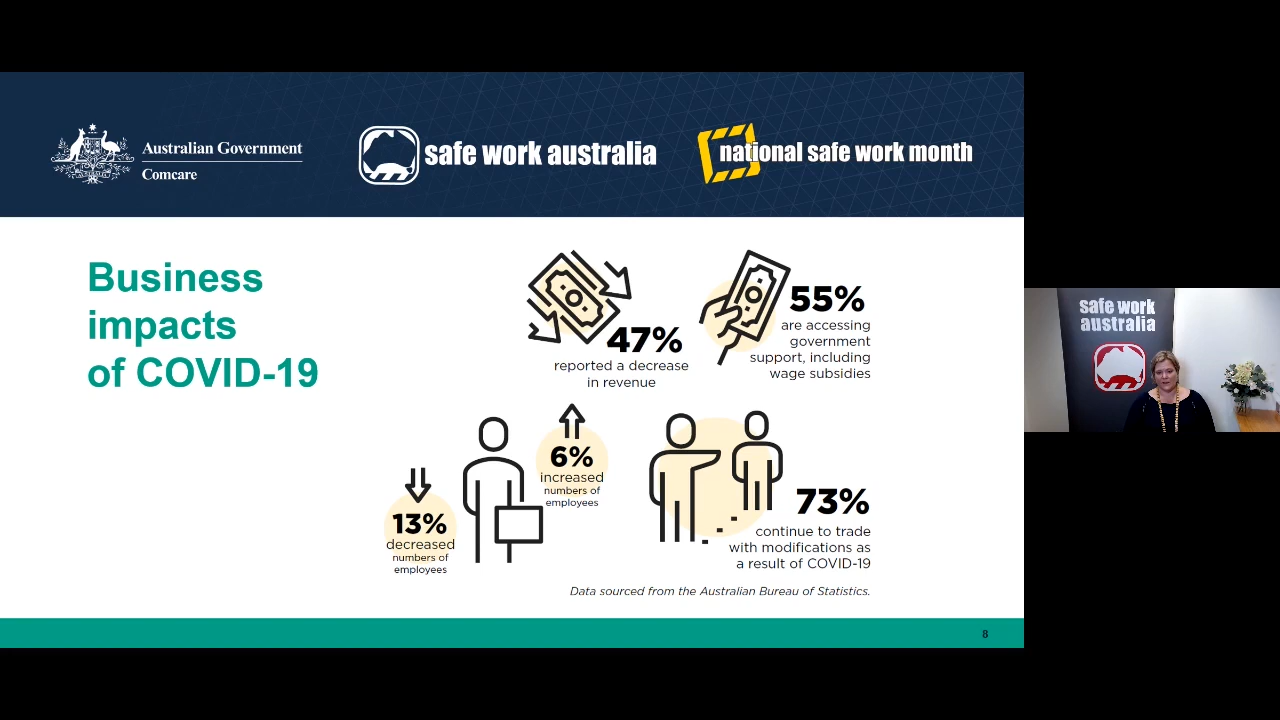 Australian Government
Comcare
safe work australia
national safe work month
Business
impacts
of COVID-19
47%
reported a decrease
in revenue
55%
are accessing
government
support, including
wage subsidies
6%
increased
numbers of
employees
13%
decreased
numbers of
employees
73%
continue to trade
with modifications as
a result of COVID-19
Data sourced from the Australian Bureau of Statistics.
8
safe work
australia